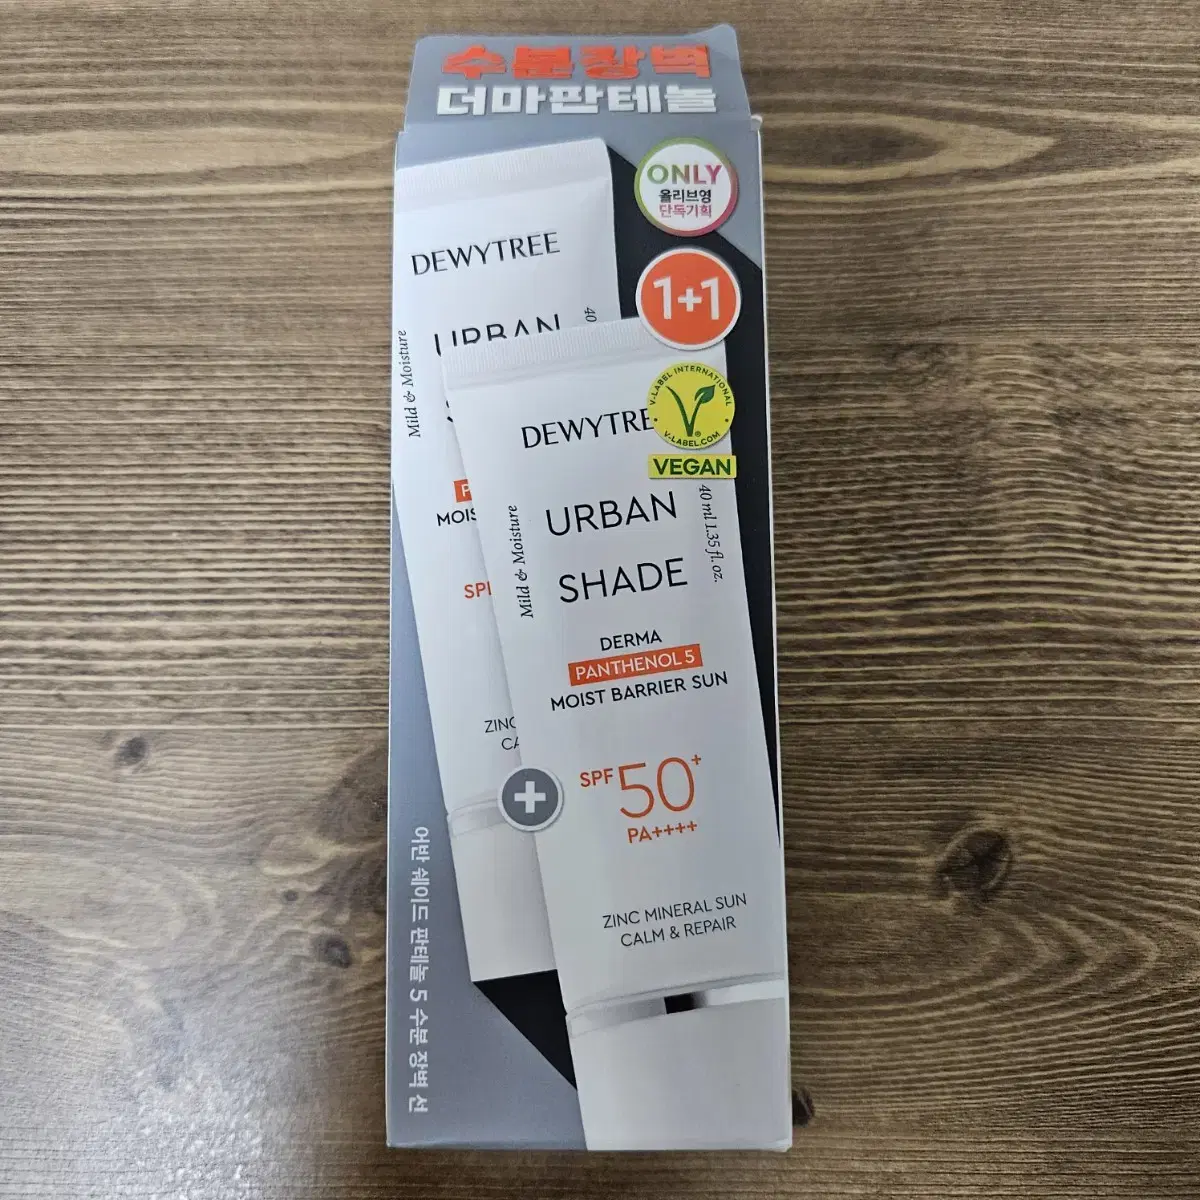 수분장벽
더마판테놀
ONLY
올리브영
단독기획
1+1
V-LABEL INTERNATIONAL
V-LABEL.COM
VEGAN
DEWYTREE
URBAN
Mild & Moisture
40
P
MOIS
SPF
ZINC
CA
DEWYTRE
URBAN
SHADE
Mild & Moisture
40 ml 1.35 fl. oz.
DERMA
PANTHENOL 5
MOIST BARRIER SUN
SPF 50+
PA++++
ZINC MINERAL SUN
CALM & REPAIR
어반 쉐이드 판테놀 5 수분 장벽 선